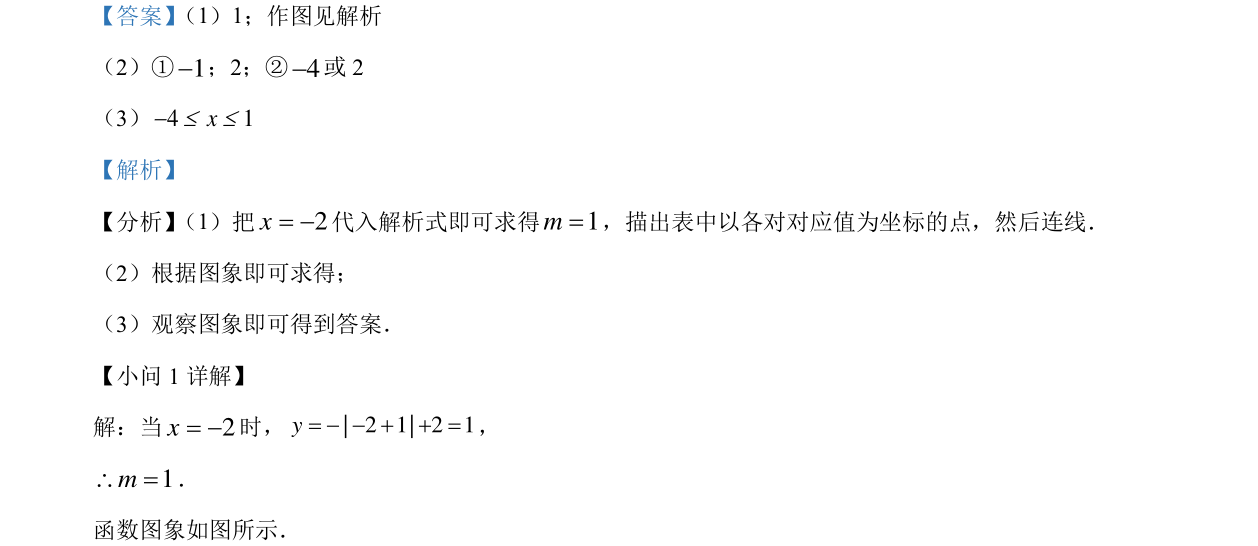 【答案】（1）1；作图见解析
（2）①−1；2；②−4或 2
（3）−4 ≤ x ≤ 1
【解析】
【分析】（1）把 x = −2代入解析式即可求得m = 1，描出表中以各对对应值为坐标的点，然后连线．
（2）根据图象即可求得；
（3）观察图象即可得到答案．
【小问 1 详解】
解：当 x = −2时， y = −|−2+1|+2 = 1，
∴m = 1．
函数图象如图所示．